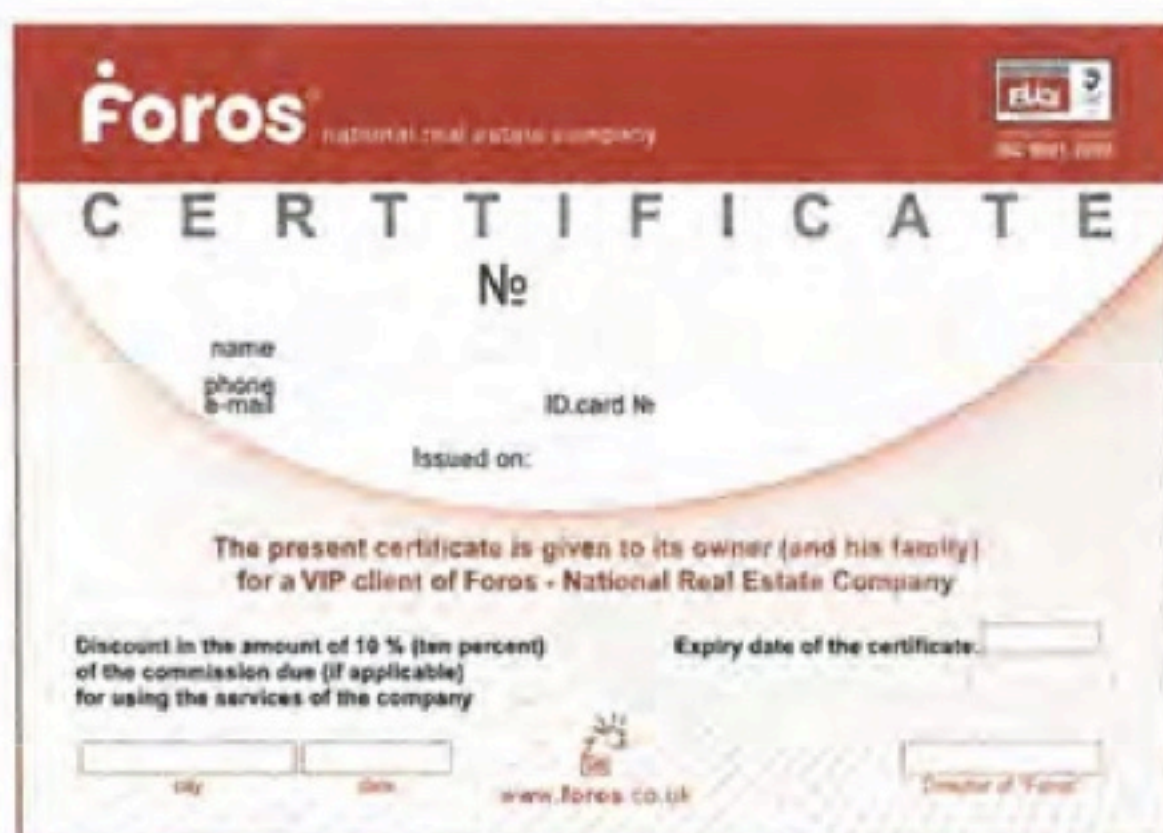 Foros national real estate company
C E R T T I F I C A T E
№
name
phone
e-mail
ID.card №
Issued on:
The present certificate is given to its owner (and his family)
for a VIP client of Foros - National Real Estate Company
Discount in the amount of 10 % (ten percent)
of the commission due (if applicable)
for using the services of the company
Expiry date of the certificate:
city
date
www.foros.co.uk
Director of "Foros"